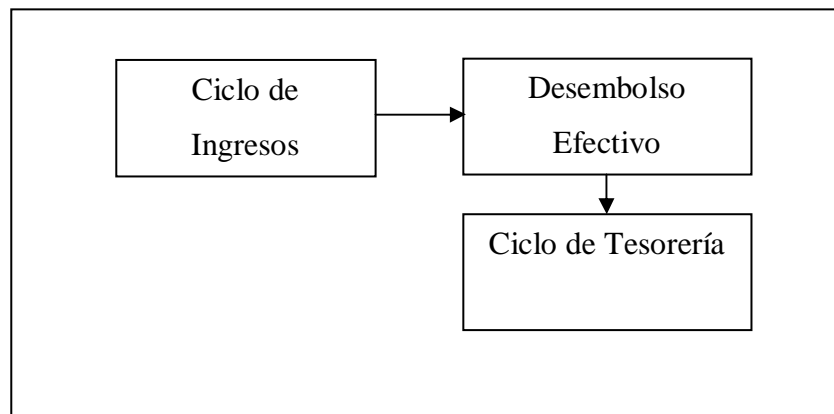 Ciclo de
Ingresos
Desembolso
Efectivo
Ciclo de Tesorería